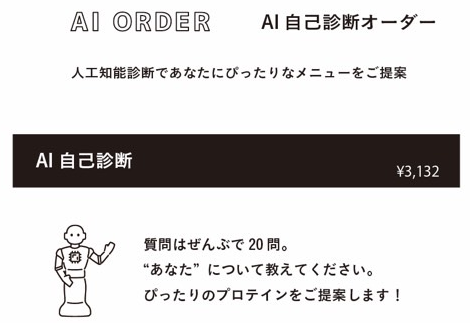 AI ORDER
AI 自己診断オーダー
人工知能診断であなたにぴったりなメニューをご提案
AI 自己診断
¥3,132
質問はぜんぶで 20 問。
“あなた”について教えてください。
ぴったりのプロテインをご提案します！